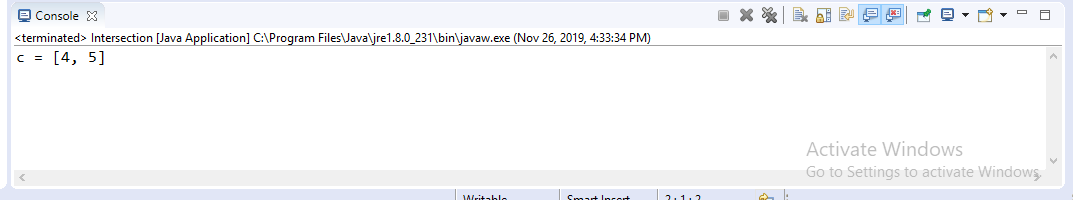 Console
<terminated> Intersection [Java Application] C:\Program Files\Java\jre1.8.0_231\bin\javaw.exe (Nov 26, 2019, 4:33:34 PM)
c = [4, 5]
Activate Windows
Go to Settings to activate Windows.
Writable Smart Insert 2 : 1 : 2